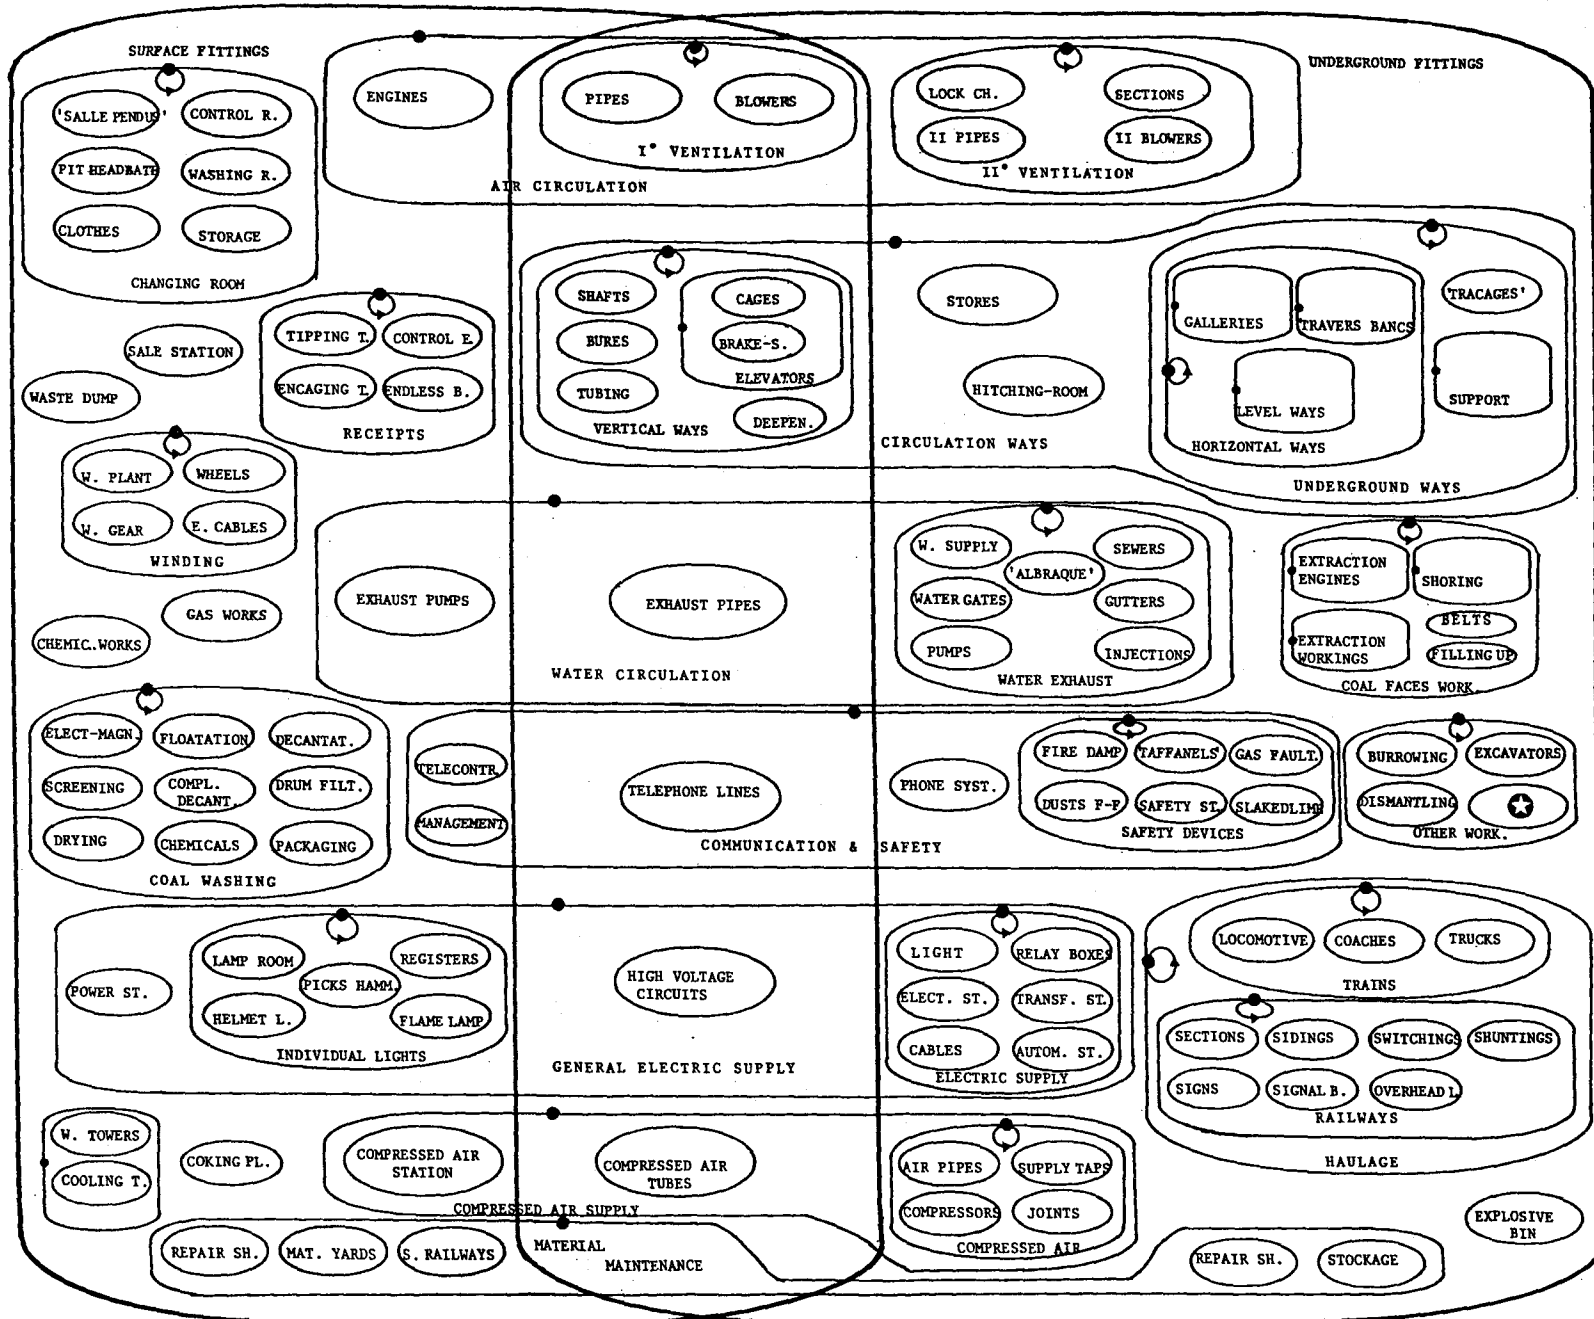 SURFACE FITTINGS
UNDERGROUND FITTINGS
'SALLE PENDUS'
CONTROL R.
PIT HEADBATH
WASHING R.
CLOTHES
STORAGE
CHANGING ROOM
ENGINES
PIPES
BLOWERS
I° VENTILATION
LOCK CH.
SECTIONS
II PIPES
II BLOWERS
II° VENTILATION
AIR CIRCULATION
SALE STATION
WASTE DUMP
TIPPING T.
CONTROL E.
ENCAGING T.
ENDLESS B.
RECEIPTS
SHAFTS
BURES
TUBING
CAGES
BRAKE-S.
ELEVATORS
DEEPEN.
VERTICAL WAYS
STORES
HITCHING-ROOM
CIRCULATION WAYS
GALLERIES
TRAVERS BANCS
LEVEL WAYS
HORIZONTAL WAYS
'TRACAGES'
SUPPORT
UNDERGROUND WAYS
W. PLANT
WHEELS
W. GEAR
E. CABLES
WINDING
GAS WORKS
CHEMIC..WORKS
EXHAUST PUMPS
EXHAUST PIPES
WATER CIRCULATION
W. SUPPLY
SEWERS
'ALBRAQUE'
WATER GATES
GUTTERS
PUMPS
INJECTIONS
WATER EXHAUST
EXTRACTION
ENGINES
SHORING
EXTRACTION
WORKINGS
BELTS
FILLING UP
COAL FACES WORK.
ELECT-MAGN.
FLOATATION
DECANTAT.
SCREENING
COMPL.
DECANT.
DRUM FILT.
DRYING
CHEMICALS
PACKAGING
COAL WASHING
TELECONTR.
MANAGEMENT
TELEPHONE LINES
PHONE SYST.
COMMUNICATION & SAFETY
FIRE DAMP
'TAFFANELS'
GAS FAULT.
DUSTS F-F
SAFETY ST.
SLAKEDLIME
SAFETY DEVICES
BURROWING
EXCAVATORS
DISMANTLING
OTHER WORK.
POWER ST.
LAMP ROOM
REGISTERS
PICKS HAMM.
HELMET L.
FLAME LAMP
INDIVIDUAL LIGHTS
HIGH VOLTAGE
CIRCUITS
GENERAL ELECTRIC SUPPLY
LIGHT
RELAY BOXES
ELECT. ST.
TRANSF. ST.
CABLES
AUTOM. ST.
ELECTRIC SUPPLY
LOCOMOTIVE
COACHES
TRUCKS
TRAINS
SECTIONS
SIDINGS
SWITCHINGS
SHUNTINGS
SIGNS
SIGNAL B.
OVERHEAD L.
RAILWAYS
HAULAGE
W. TOWERS
COOLING T.
COKING PL.
COMPRESSED AIR
STATION
COMPRESSED AIR
TUBES
COMPRESSED AIR SUPPLY
AIR PIPES
SUPPLY TAPS
COMPRESSORS
JOINTS
COMPRESSED AIR
EXPLOSIVE
BIN
REPAIR SH.
MAT. YARDS
S. RAILWAYS
MATERIAL
MAINTENANCE
REPAIR SH.
STOCKAGE